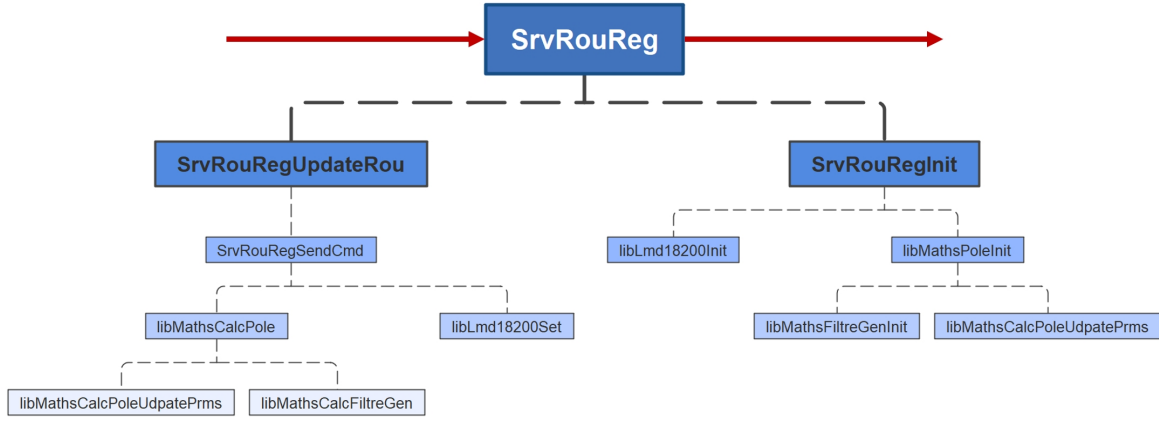 SrvRouReg
SrvRouRegUpdateRou
SrvRouRegInit
SrvRouRegSendCmd
libLmd18200Init
libMathsPoleInit
libMathsCalcPole
libLmd18200Set
libMathsFiltreGenInit
libMathsCalcPoleUdpatePrms
libMathsCalcPoleUdpatePrms
libMathsCalcFiltreGen